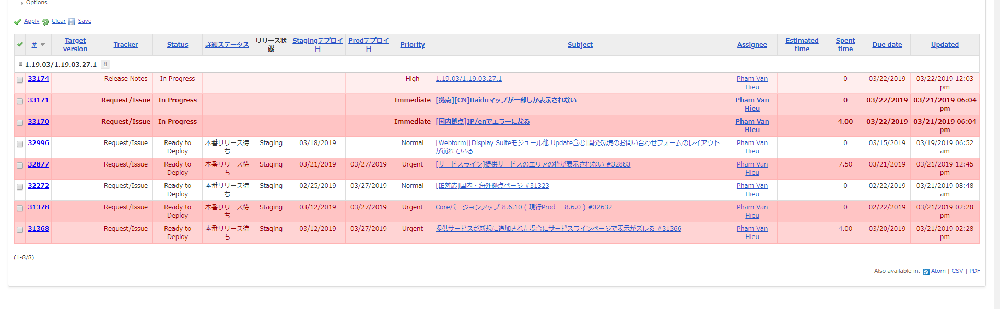 Options
Apply Clear Save
# Target version Tracker Status 詳細ステータス リリース状態 Stagingデプロイ日 Prodデプロイ日 Priority Subject Assignee Estimated time Spent time Due date Updated
1.19.03/1.19.03.27.1 8
33174 Release Notes In Progress High 1.19.03/1.19.03.27.1 Pham Van Hieu 0 03/22/2019 03/22/2019 12:03 pm
33171 Request/Issue In Progress Immediate [拠点][CN]Baiduマップが一部しか表示されない Pham Van Hieu 0 03/22/2019 03/21/2019 06:04 pm
33170 Request/Issue In Progress Immediate [国内拠点]JP/enでエラーになる Pham Van Hieu 4.00 03/22/2019 03/21/2019 06:04 pm
32996 Request/Issue Ready to Deploy 本番リリース待ち Staging 03/18/2019 Normal [Webform][Display Suiteモジュール他 Update含む]開発環境のお問い合わせフォームのレイアウトが崩れている Pham Van Hieu 0 03/15/2019 03/19/2019 06:52 am
32877 Request/Issue Ready to Deploy 本番リリース待ち Staging 03/21/2019 03/27/2019 Urgent [サービスライン]提供サービスのエリアの枠が表示されない #32883 Pham Van Hieu 7.50 03/21/2019 03/21/2019 12:45 pm
32272 Request/Issue Ready to Deploy 本番リリース待ち Staging 02/25/2019 03/27/2019 Normal [IE対応]国内・海外拠点ページ #31323 Pham Van Hieu 0 02/22/2019 03/21/2019 08:48 am
31378 Request/Issue Ready to Deploy 本番リリース待ち Staging 03/12/2019 03/27/2019 Urgent Coreバージョンアップ 8.6.10 ( 現行Prod = 8.6.0 ) #32632 Pham Van Hieu 0 02/22/2019 03/21/2019 02:28 pm
31368 Request/Issue Ready to Deploy 本番リリース待ち Staging 03/12/2019 03/27/2019 Urgent 提供サービスが新規に追加された場合にサービスラインページで表示がズレる #31366 Pham Van Hieu 4.00 03/20/2019 03/21/2019 02:28 pm
(1-8/8)
Also available in: Atom | CSV | PDF